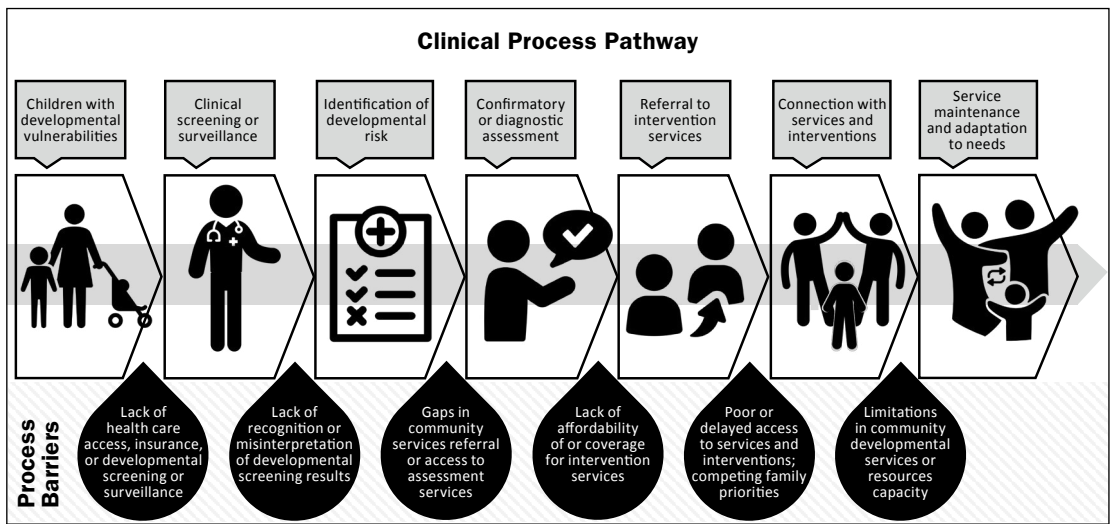 Clinical Process Pathway
Children with
developmental
vulnerabilities
Clinical
screening or
surveillance
Identification of
developmental
risk
Confirmatory
or diagnostic
assessment
Referral to
intervention
services
Connection with
services and
interventions
Service
maintenance
and adaptation
to needs
Process
Barriers
Lack of
health care
access, insurance,
or developmental
screening or
surveillance
Lack of
recognition or
misinterpretation
of developmental
screening results
Gaps in
community
services referral
or access to
assessment
services
Lack of
affordability
of or coverage
for intervention
services
Poor or
delayed access
to services and
interventions;
competing family
priorities
Limitations
in community
developmental
services or
resources
capacity